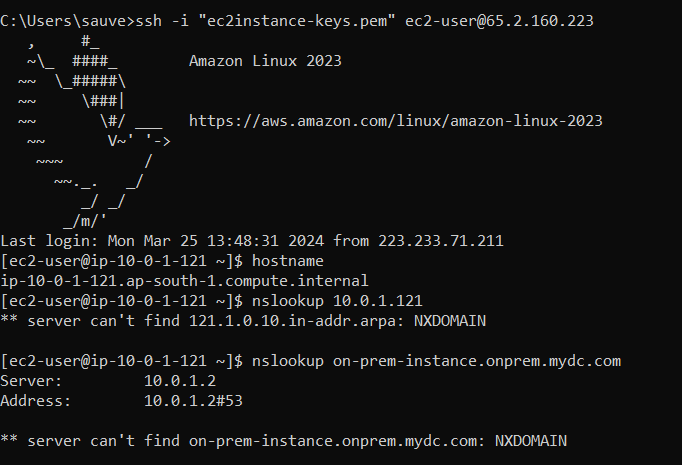 C:\Users\sauve>ssh -i "ec2instance-keys.pem" ec2-user@65.2.160.223
   ,     #_
   ~\_  ####_        Amazon Linux 2023
  ~~  \_#####\
  ~~     \###|
  ~~       \#/ ___   https://aws.amazon.com/linux/amazon-linux-2023
   ~~       V~' '->
    ~~~         /
      ~~._.   _/
         _/ _/
       _/m/'
Last login: Mon Mar 25 13:48:31 2024 from 223.233.71.211
[ec2-user@ip-10-0-1-121 ~]$ hostname
ip-10-0-1-121.ap-south-1.compute.internal
[ec2-user@ip-10-0-1-121 ~]$ nslookup 10.0.1.121
** server can't find 121.1.0.10.in-addr.arpa: NXDOMAIN
[ec2-user@ip-10-0-1-121 ~]$ nslookup on-prem-instance.onprem.mydc.com
Server:         10.0.1.2
Address:        10.0.1.2#53
** server can't find on-prem-instance.onprem.mydc.com: NXDOMAIN